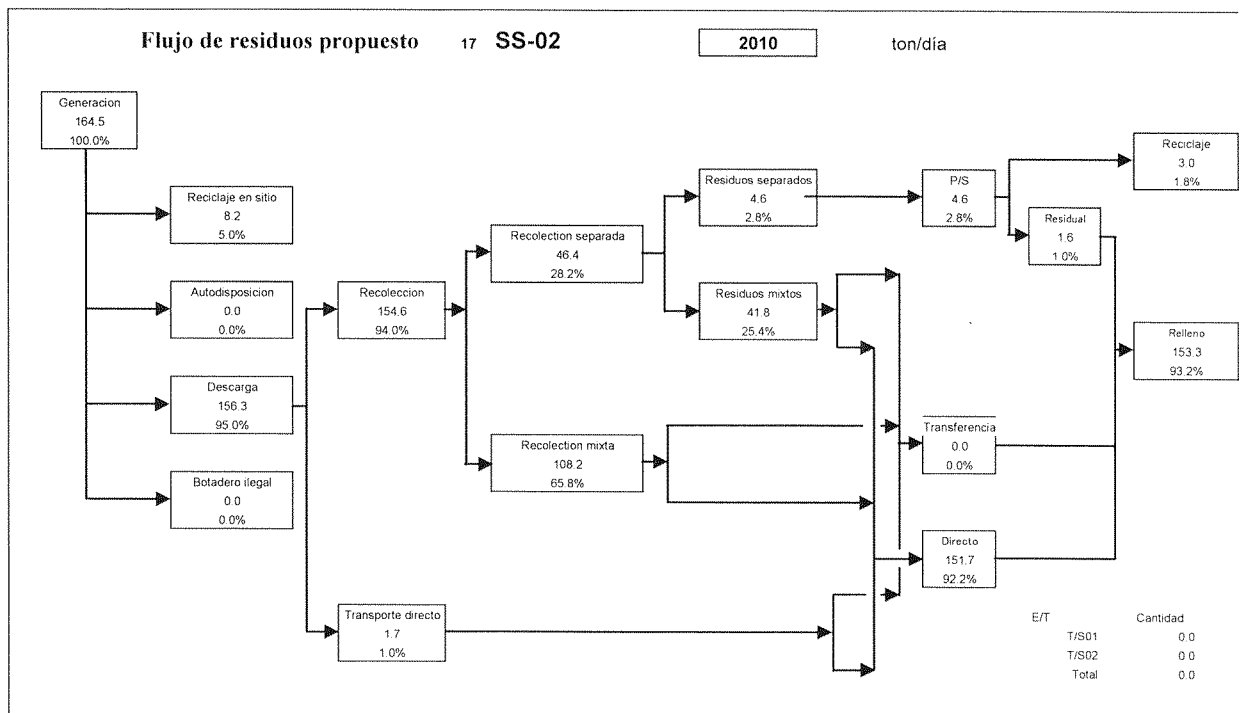 Flujo de residuos propuesto 17 SS-02 2010 ton/día
Generacion
164.5
100.0%
Reciclaje en sitio
8.2
5.0%
Autodisposicion
0.0
0.0%
Descarga
156.3
95.0%
Botadero ilegal
0.0
0.0%
Recoleccion
154.6
94.0%
Transporte directo
1.7
1.0%
Recolection separada
46.4
28.2%
Recolection mixta
108.2
65.8%
Residuos separados
4.6
2.8%
Residuos mixtos
41.8
25.4%
P/S
4.6
2.8%
Residual
1.6
1.0%
Transferencia
0.0
0.0%
Directo
151.7
92.2%
Reciclaje
3.0
1.8%
Relleno
153.3
93.2%
E/T Cantidad
T/S01 0.0
T/S02 0.0
Total 0.0